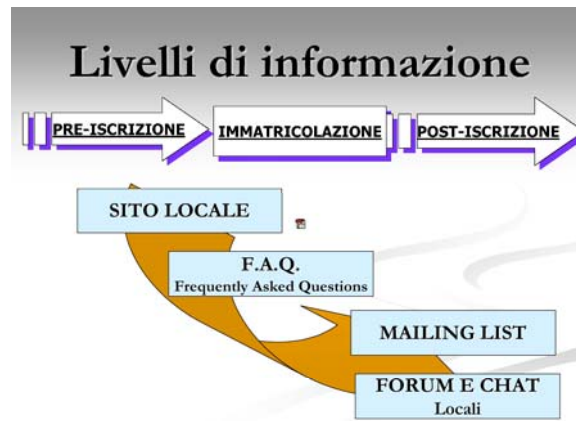 Livelli di informazione
PRE-ISCRIZIONE
IMMATRICOLAZIONE
POST-ISCRIZIONE
SITO LOCALE
F.A.Q.
Frequently Asked Questions
MAILING LIST
FORUM E CHAT
Locali